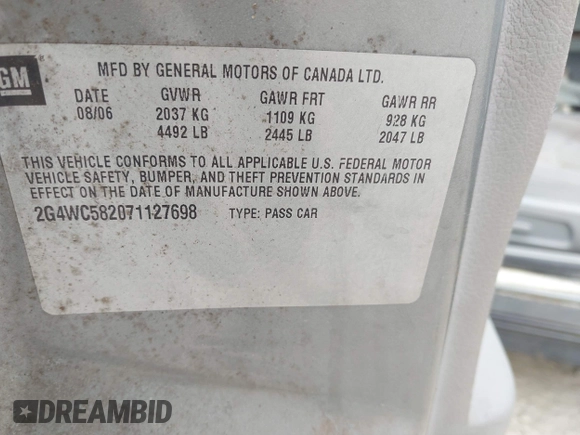 GM
MFD BY GENERAL MOTORS OF CANADA LTD.
DATE GVWR GAWR FRT GAWR RR
08/06 2037 KG 1109 KG 928 KG
4492 LB 2445 LB 2047 LB
THIS VEHICLE CONFORMS TO ALL APPLICABLE U.S. FEDERAL MOTOR
VEHICLE SAFETY, BUMPER, AND THEFT PREVENTION STANDARDS IN
EFFECT ON THE DATE OF MANUFACTURE SHOWN ABOVE.
2G4WC582071127698 TYPE: PASS CAR
DREAMBID